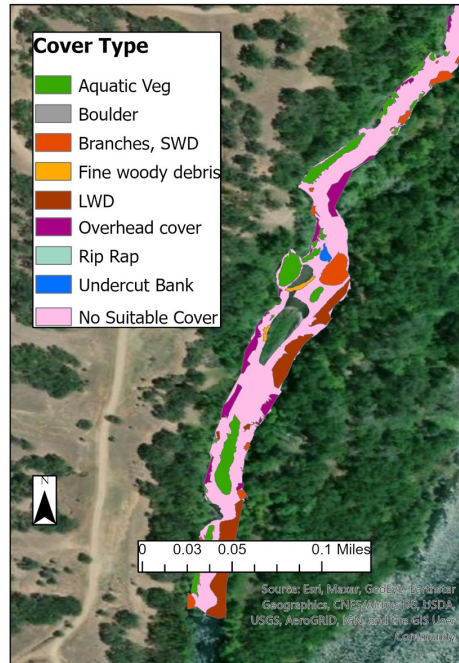 Cover Type
Aquatic Veg
Boulder
Branches, SWD
Fine woody debris
LWD
Overhead cover
Rip Rap
Undercut Bank
No Suitable Cover
N
0 0.03 0.05 0.1 Miles
Source: Esri, Maxar, GeoEye, Earthstar
Geographics, CNES/Airbus DS, USDA,
USGS, AeroGRID, IGN, and the GIS User
Community